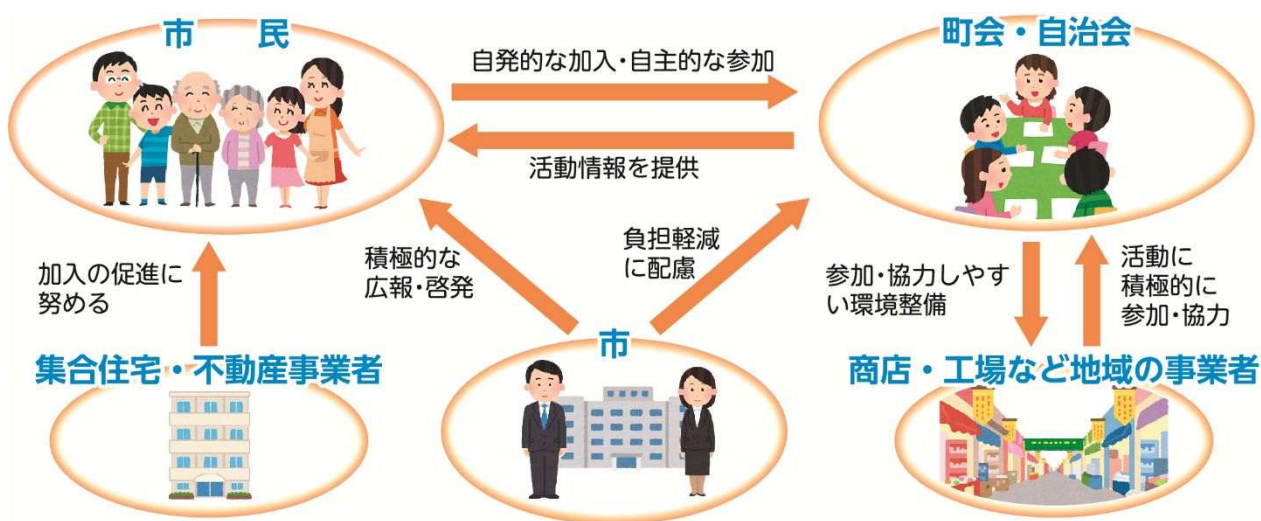 市　民
町会・自治会
自発的な加入・自主的な参加
活動情報を提供
加入の促進に
努める
積極的な
広報・啓発
負担軽減
に配慮
参加・協力しやす
い環境整備
活動に
積極的に
参加・協力
集合住宅・不動産事業者
市
商店・工場など地域の事業者